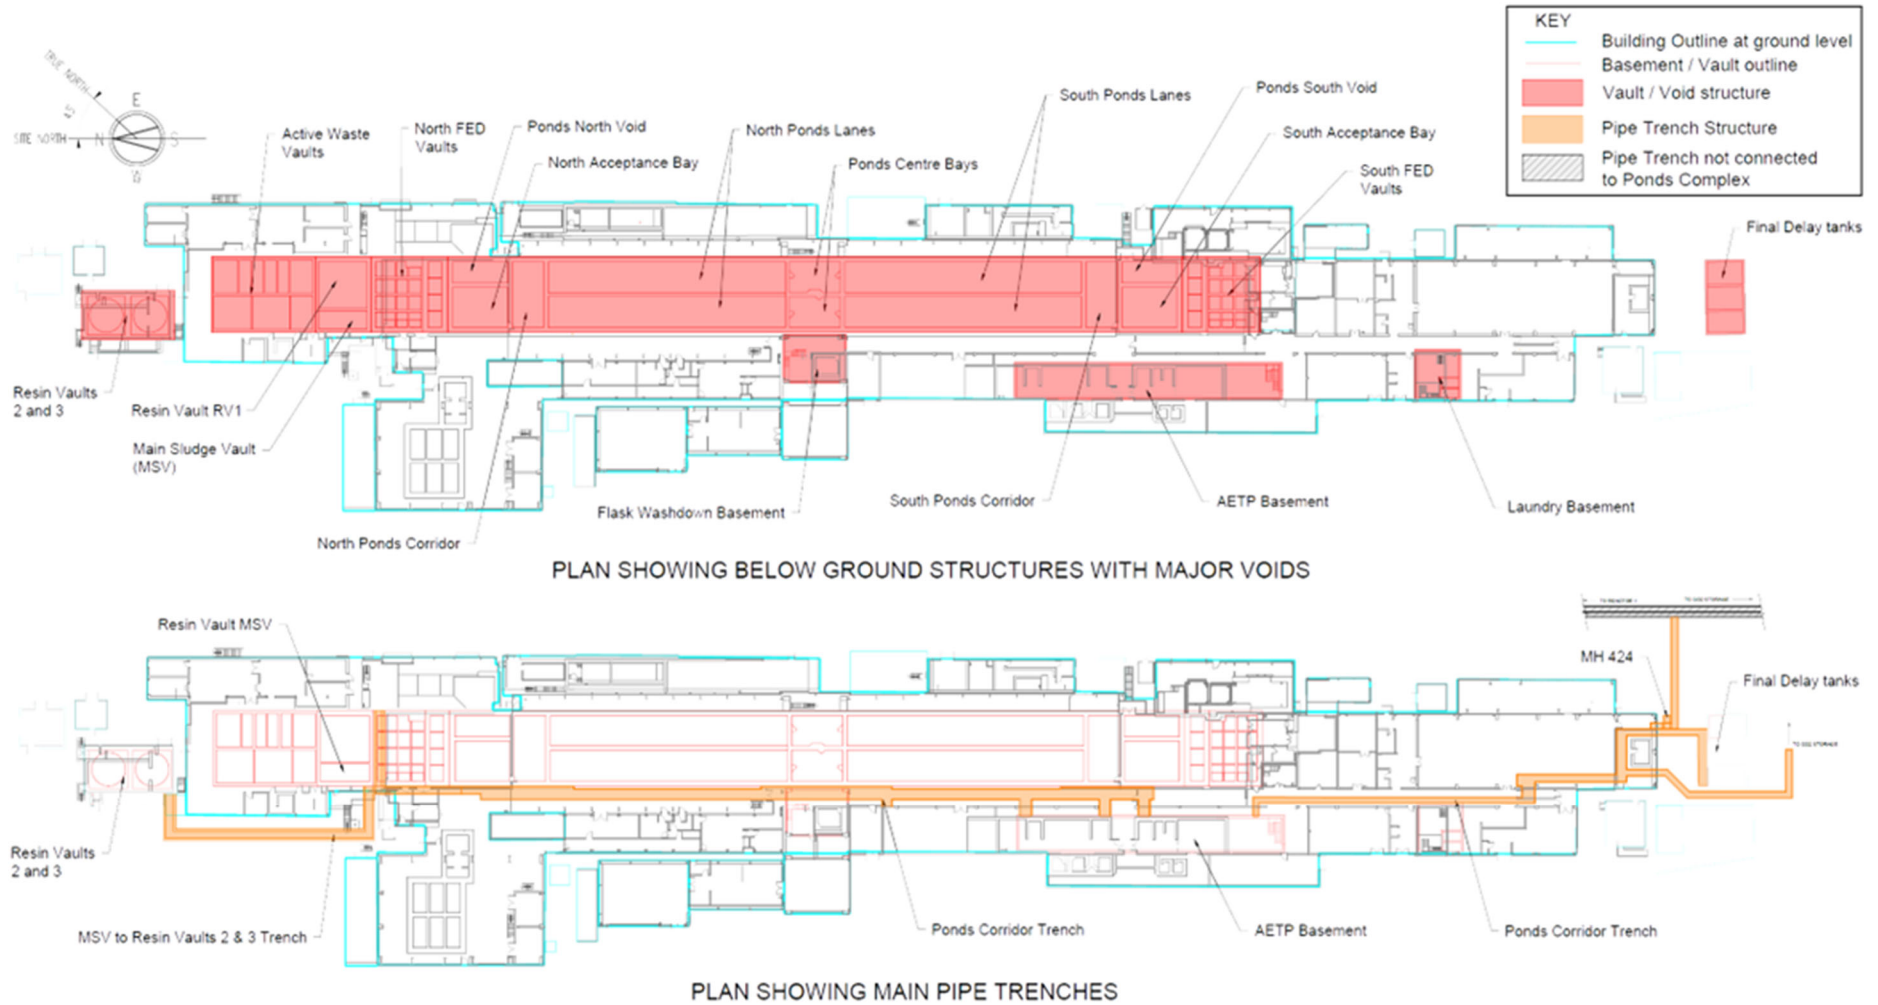 KEY
Building Outline at ground level
Basement / Vault outline
Vault / Void structure
Pipe Trench Structure
Pipe Trench not connected
to Ponds Complex
TRUE NORTH
45
SITE NORTH
E
N
S
W
Active Waste
Vaults
North FED
Vaults
Ponds North Void
North Acceptance Bay
North Ponds Lanes
Ponds Centre Bays
South Ponds Lanes
Ponds South Void
South Acceptance Bay
South FED
Vaults
Final Delay tanks
Resin Vaults
2 and 3
Resin Vault RV1
Main Sludge Vault
(MSV)
North Ponds Corridor
Flask Washdown Basement
South Ponds Corridor
AETP Basement
Laundry Basement
PLAN SHOWING BELOW GROUND STRUCTURES WITH MAJOR VOIDS
Resin Vault MSV
MH 424
Final Delay tanks
Resin Vaults
2 and 3
MSV to Resin Vaults 2 & 3 Trench
Ponds Corridor Trench
AETP Basement
Ponds Corridor Trench
PLAN SHOWING MAIN PIPE TRENCHES